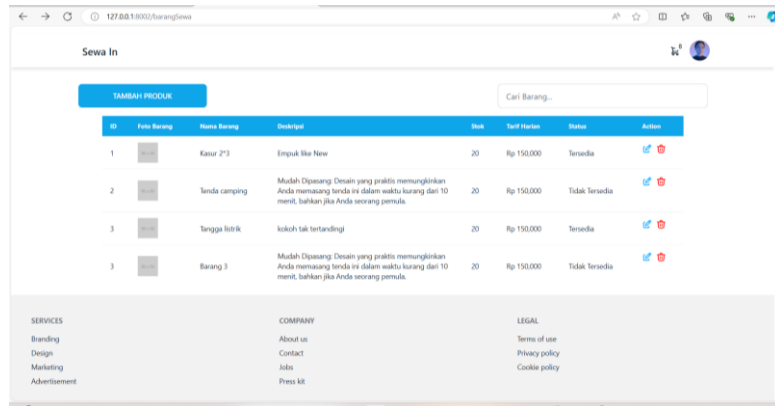 127.0.0.1:8002/barangSewa
Sewa In
TAMBAH PRODUK
Cari Barang...
ID Foto Barang Nama Barang Deskripsi Stok Tarif Harian Status Action
1 Kasur 2*3 Empuk like New 20 Rp 150,000 Tersedia
Mudah Dipasang: Desain yang praktis memungkinkan
2 Tenda camping Anda memasang tenda ini dalam waktu kurang dari 10 20 Rp 150,000 Tidak Tersedia
menit, bahkan jika Anda seorang pemula.
3 Tangga listrik kokoh tak tertandingi 20 Rp 150,000 Tersedia
Mudah Dipasang: Desain yang praktis memungkinkan
3 Barang 3 Anda memasang tenda ini dalam waktu kurang dari 10 20 Rp 150,000 Tidak Tersedia
menit, bahkan jika Anda seorang pemula.
SERVICES COMPANY LEGAL
Branding About us Terms of use
Design Contact Privacy policy
Marketing Jobs Cookie policy
Advertisement Press kit